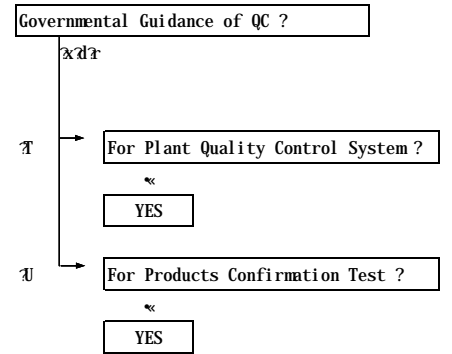 Governmental Guidance of QC ?
For Plant Quality Control System ?
YES
For Products Confirmation Test ?
YES